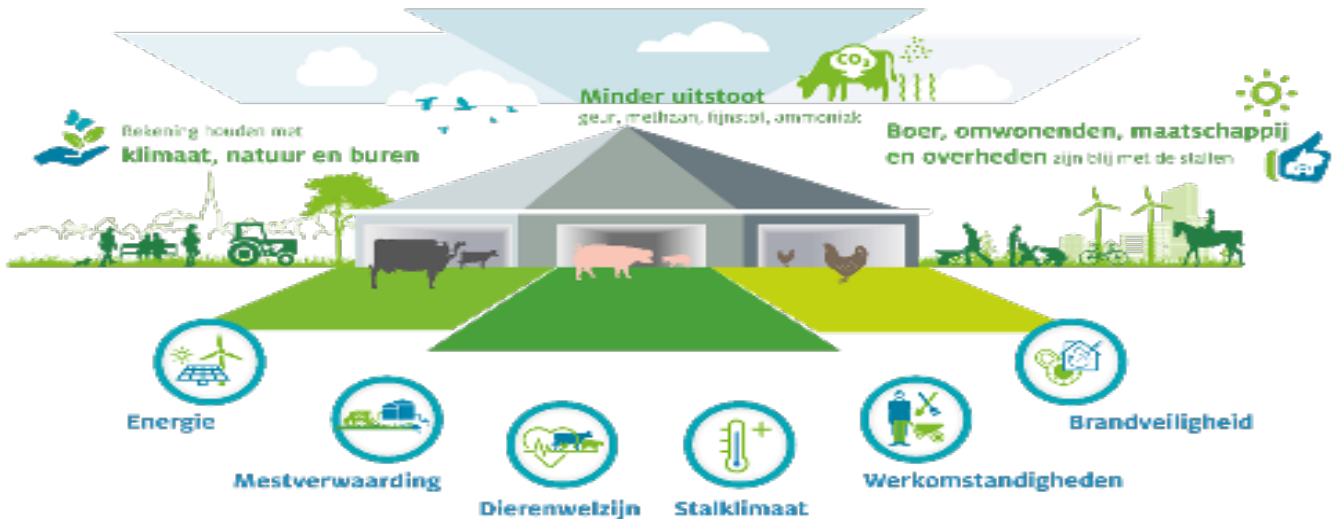 CO₂
Minder uitstoot
geur, methaan, fijnstof, ammoniak
Rekening houden met
klimaat, natuur en buren
Boer, omwonenden, maatschappij
en overheden zijn blij met de stallen
Energie
Mestverwaarding
Dierenwelzijn
Stalklimaat
Werkomstandigheden
Brandveiligheid